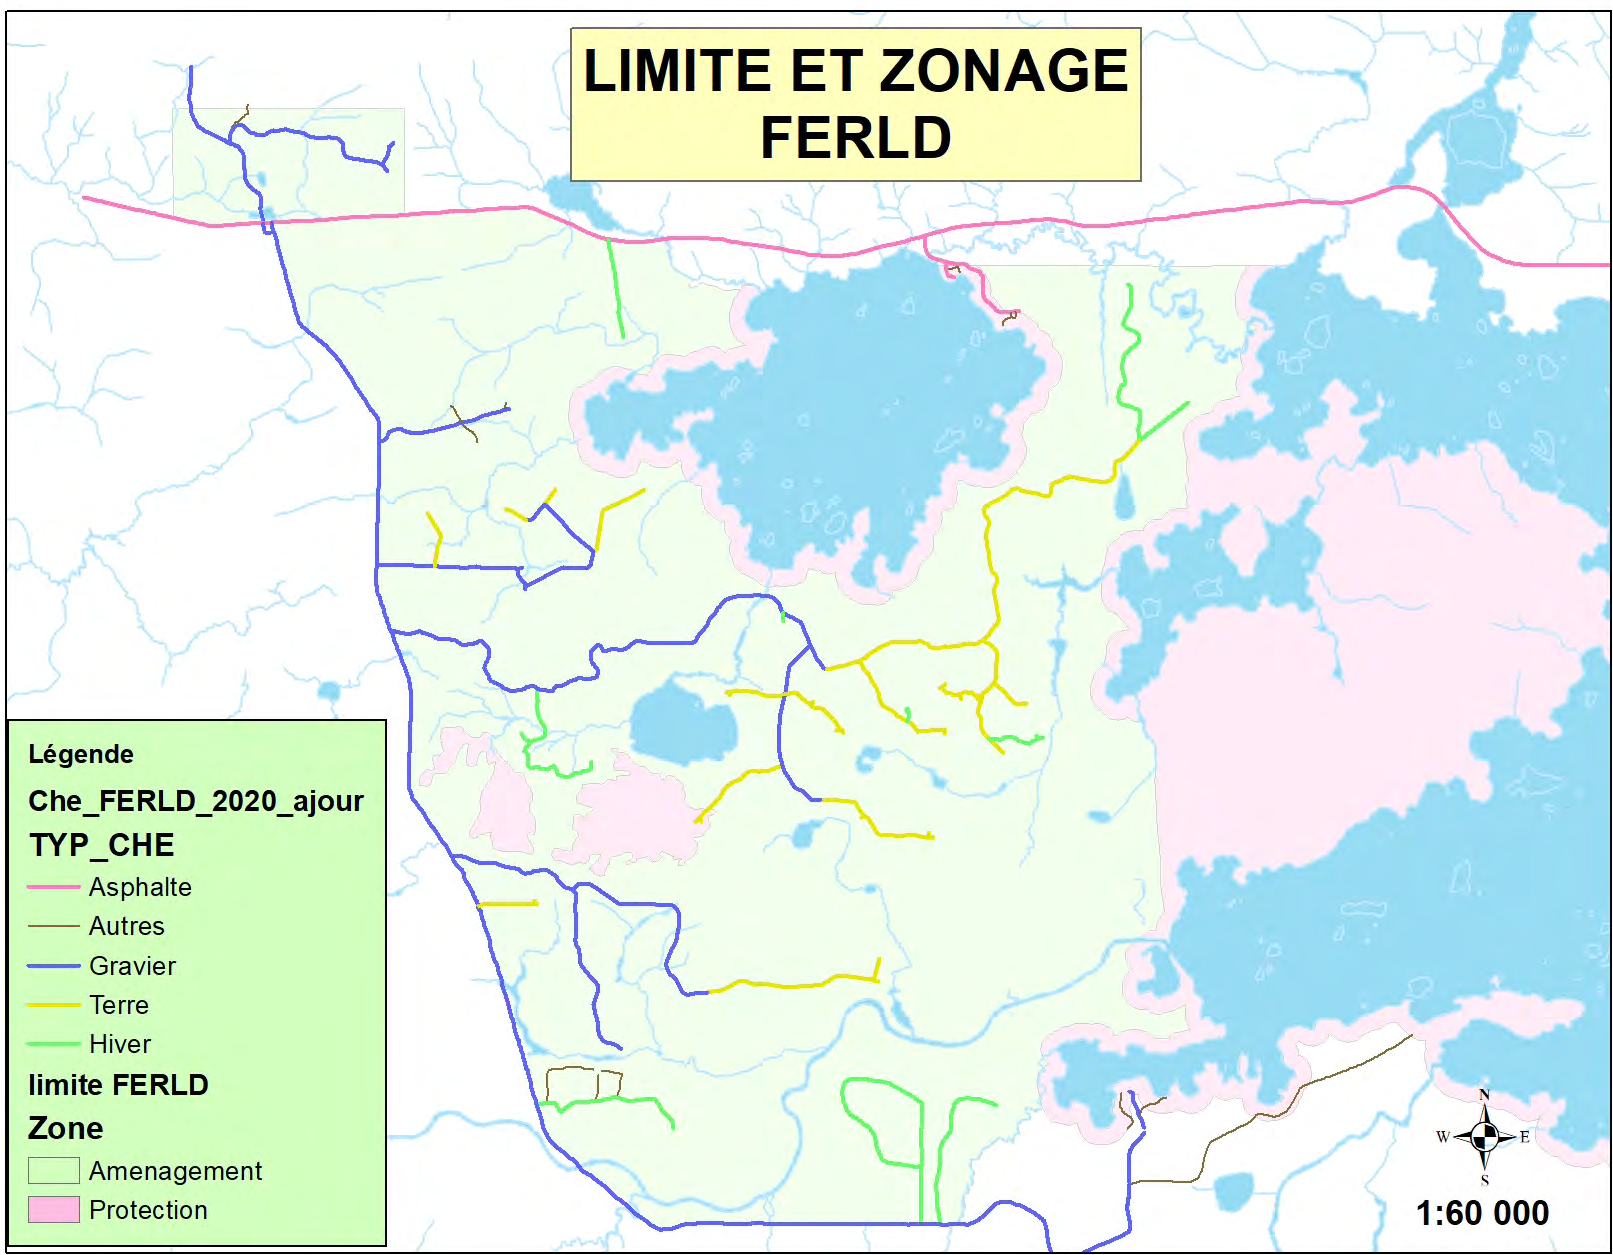 LIMITE ET ZONAGE
FERLD
Légende
Che_FERLD_2020_ajour
TYP_CHE
Asphalte
Autres
Gravier
Terre
Hiver
limite FERLD
Zone
Amenagement
Protection
N
W E
S
1:60 000